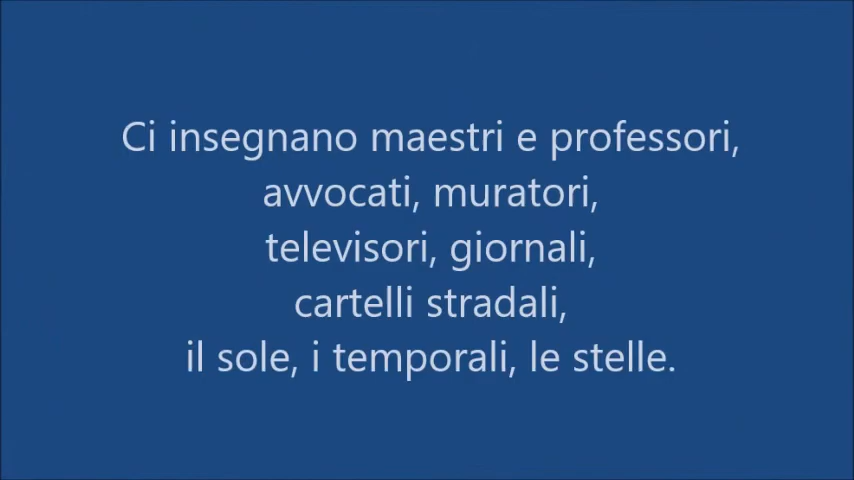 Ci insegnano maestri e professori,
avvocati, muratori,
televisori, giornali,
cartelli stradali,
il sole, i temporali, le stelle.